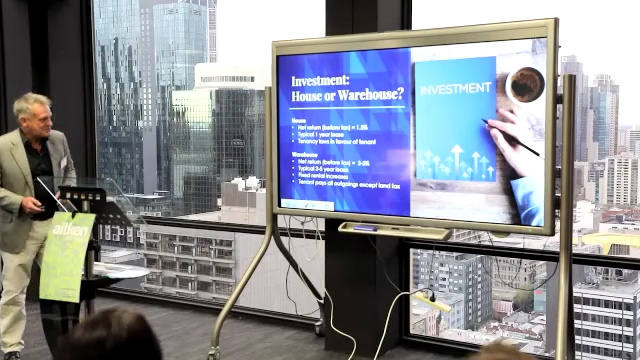 Investment:
House or Warehouse?
House
Net return (before tax) = 1.8%
Typical 1 year lease
Tenancy laws in favour of tenant
Warehouse
Net return (before tax) = 3-5%
Typical 3-5 year leases
Fixed rental increases
Tenant pays all outgoings except land tax
INVESTMENT
aitken